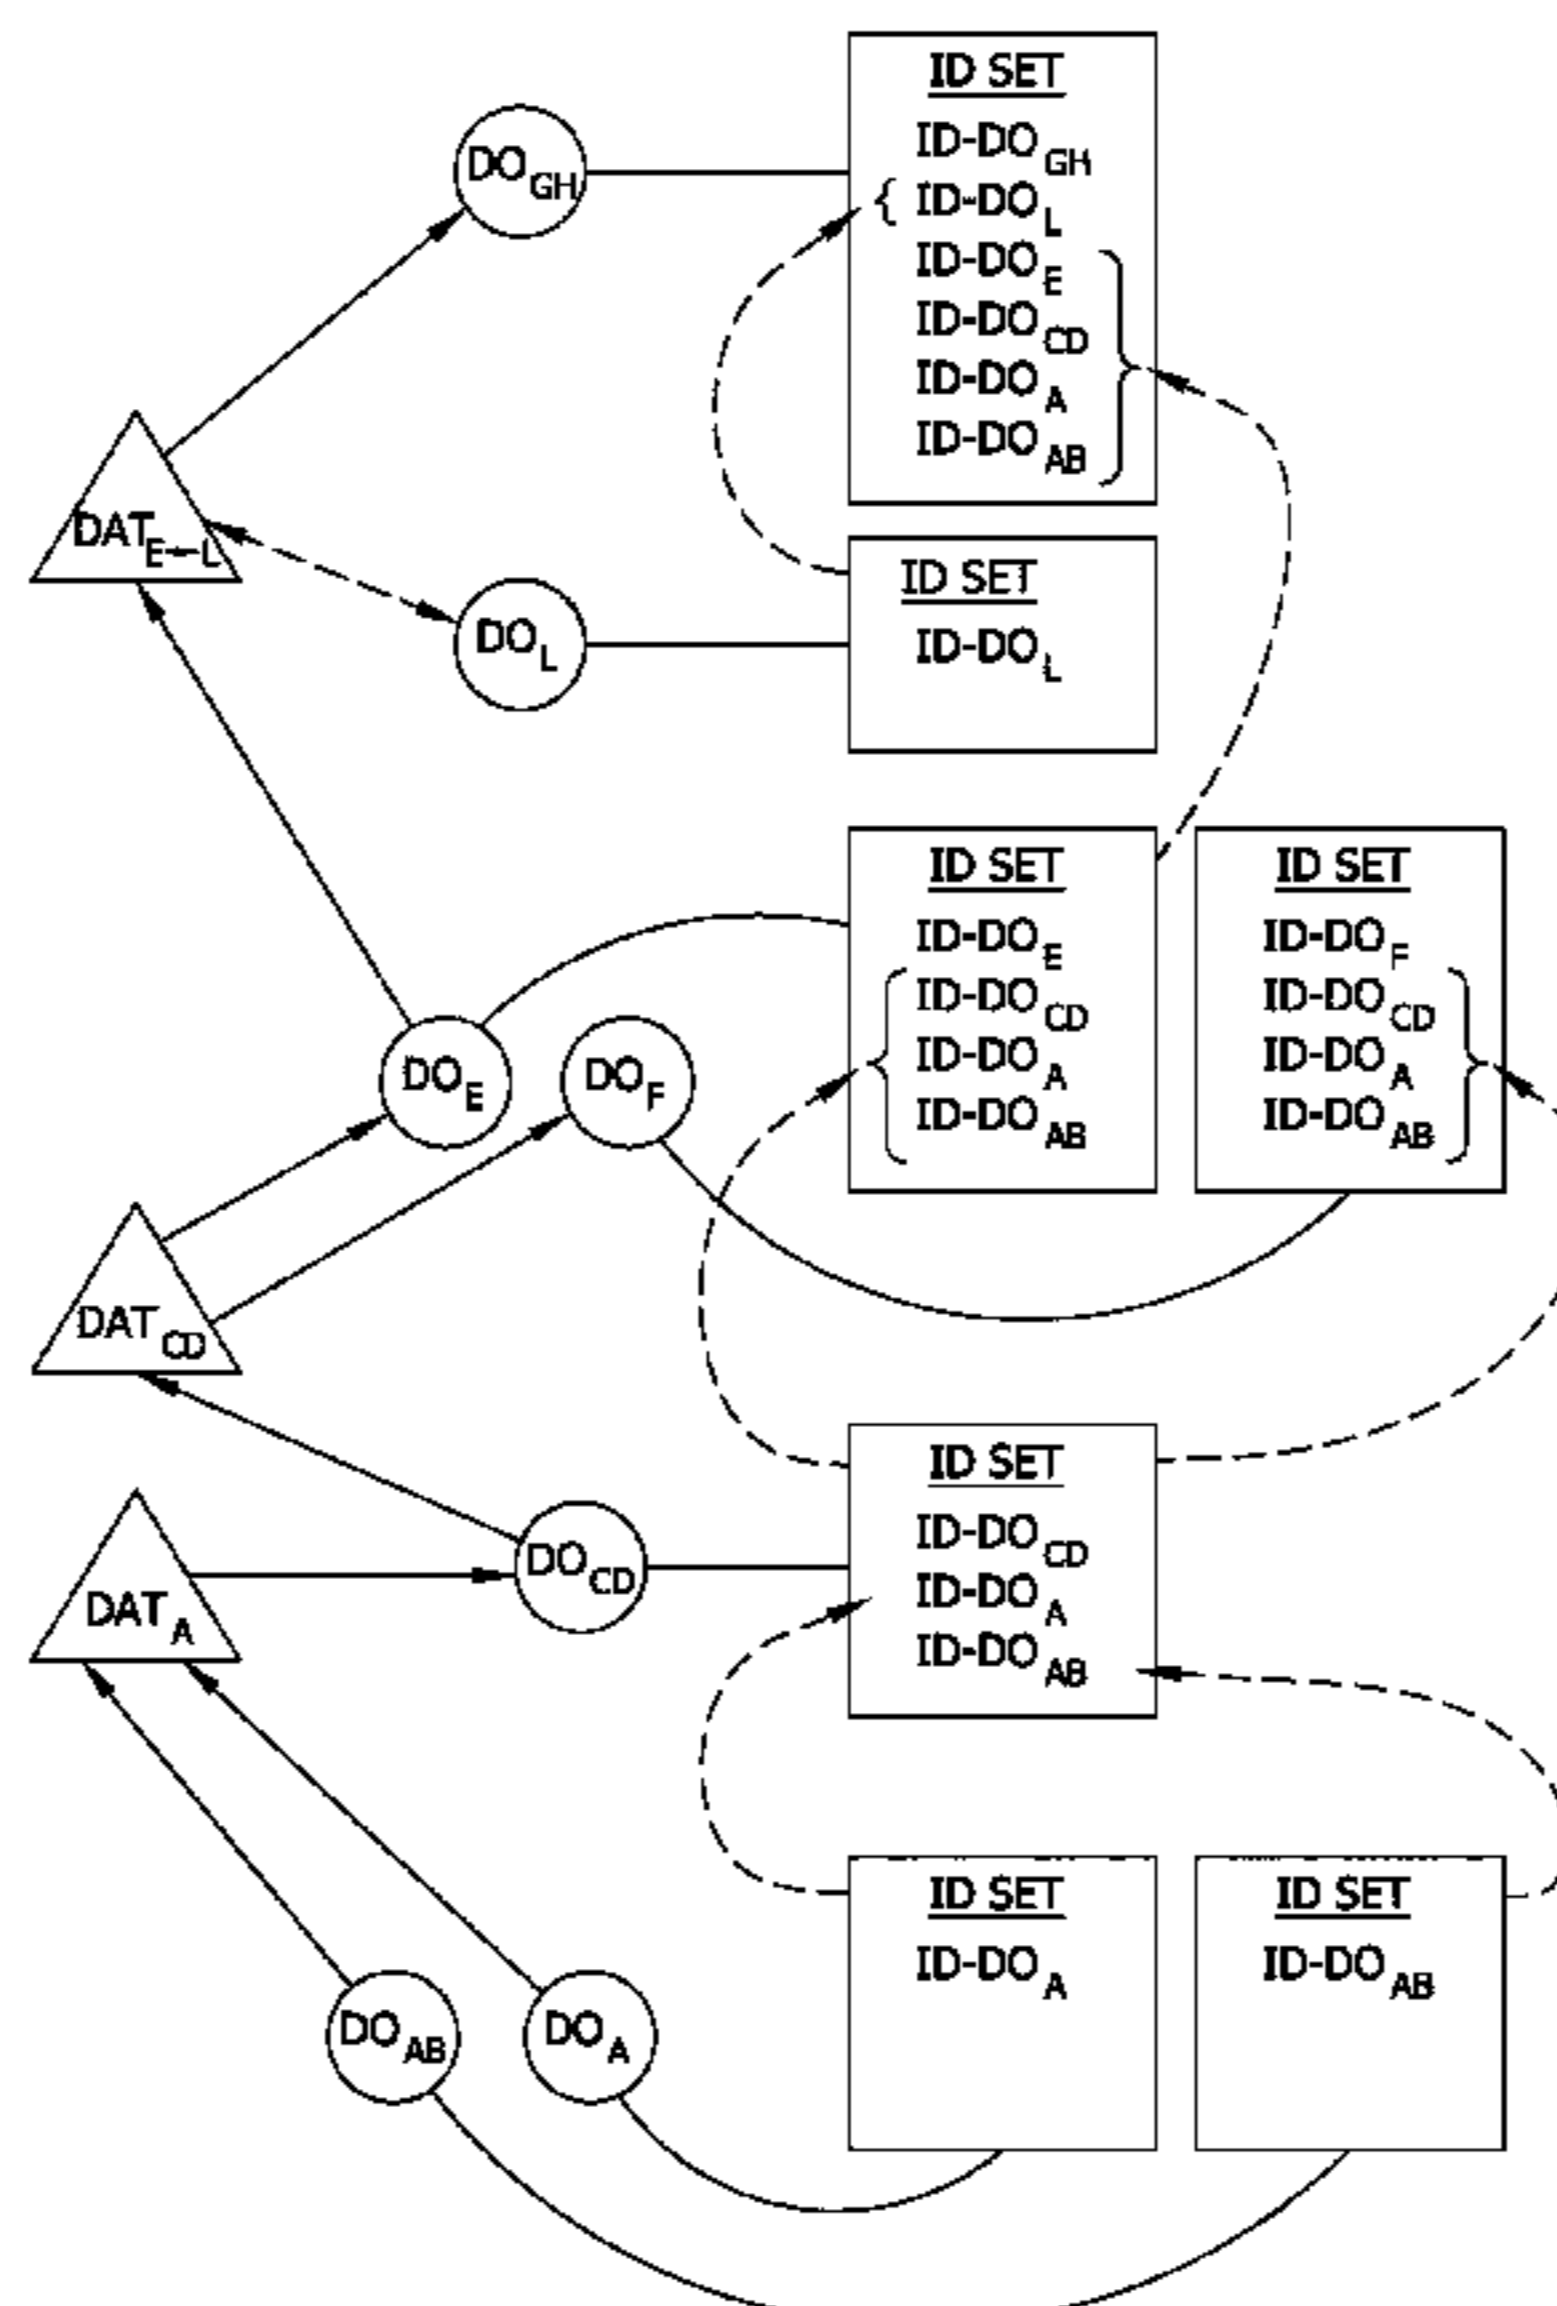 ID SET
ID-DO GH
{ ID-DO L
ID-DO E
ID-DO CD
ID-DO A
ID-DO AB
DO GH
DAT E-L
ID SET
ID-DO L
DO L
ID SET
ID-DO E
ID-DO CD
ID-DO A
ID-DO AB
ID SET
ID-DO F
ID-DO CD
ID-DO A
ID-DO AB
DO E
DO F
DAT CD
ID SET
ID-DO CD
ID-DO A
ID-DO AB
DO CD
DAT A
ID SET
ID-DO A
ID SET
ID-DO AB
DO AB
DO A